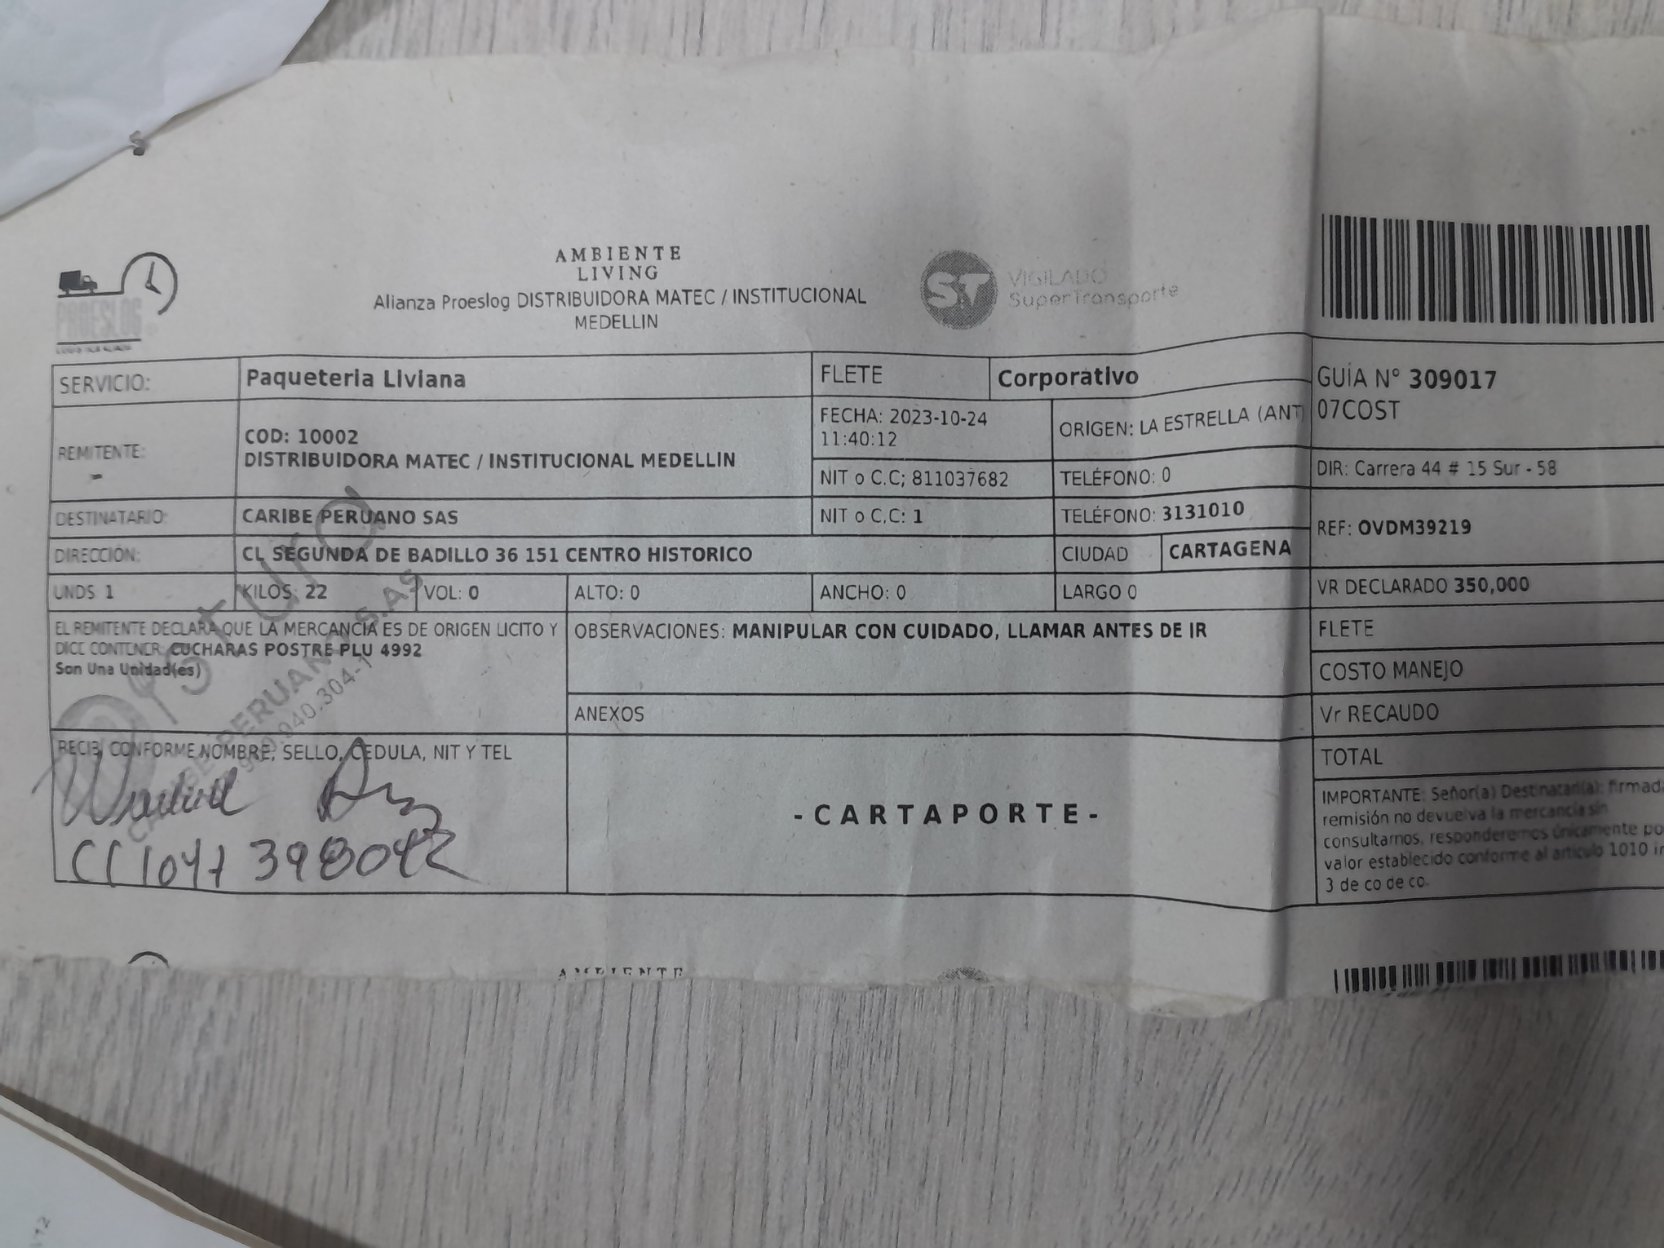 AMBIENTE
LIVING
Alianza Proeslog DISTRIBUIDORA MATEC / INSTITUCIONAL
MEDELLIN
PROESLOG
ST VIGILADO
SuperTransporte
SERVICIO: Paqueteria Liviana FLETE Corporativo
GUÍA N° 309017
07COST
REMITENTE: COD: 10002
DISTRIBUIDORA MATEC / INSTITUCIONAL MEDELLIN
FECHA: 2023-10-24
11:40:12
ORIGEN: LA ESTRELLA (ANT
NIT o C.C; 811037682 TELÉFONO: 0 DIR: Carrera 44 # 15 Sur - 58
DESTINATARIO: CARIBE PERUANO SAS NIT o C.C: 1 TELÉFONO: 3131010
REF: OVDM39219
DIRECCIÓN: CL SEGUNDA DE BADILLO 36 151 CENTRO HISTORICO CIUDAD CARTAGENA
UNDS 1 KILOS: 22 VOL: 0 ALTO: 0 ANCHO: 0 LARGO 0 VR DECLARADO 350,000
EL REMITENTE DECLARA QUE LA MERCANCIA ES DE ORIGEN LICITO Y
DICE CONTENER: CUCHARAS POSTRE PLU 4992
Son Una Unidad(es)
OBSERVACIONES: MANIPULAR CON CUIDADO, LLAMAR ANTES DE IR
ANEXOS
FLETE
COSTO MANEJO
Vr RECAUDO
TOTAL
RECIBI CONFORME NOMBRE, SELLO, CEDULA, NIT Y TEL
-CARTAPORTE-
IMPORTANTE: Señor(a) Destinatari(a): firmada
remisión no devuelva la mercancia sin
consultarnos, responderemos únicamente po
valor establecido conforme al artículo 1010 in
3 de co de co.
AMBIENTE